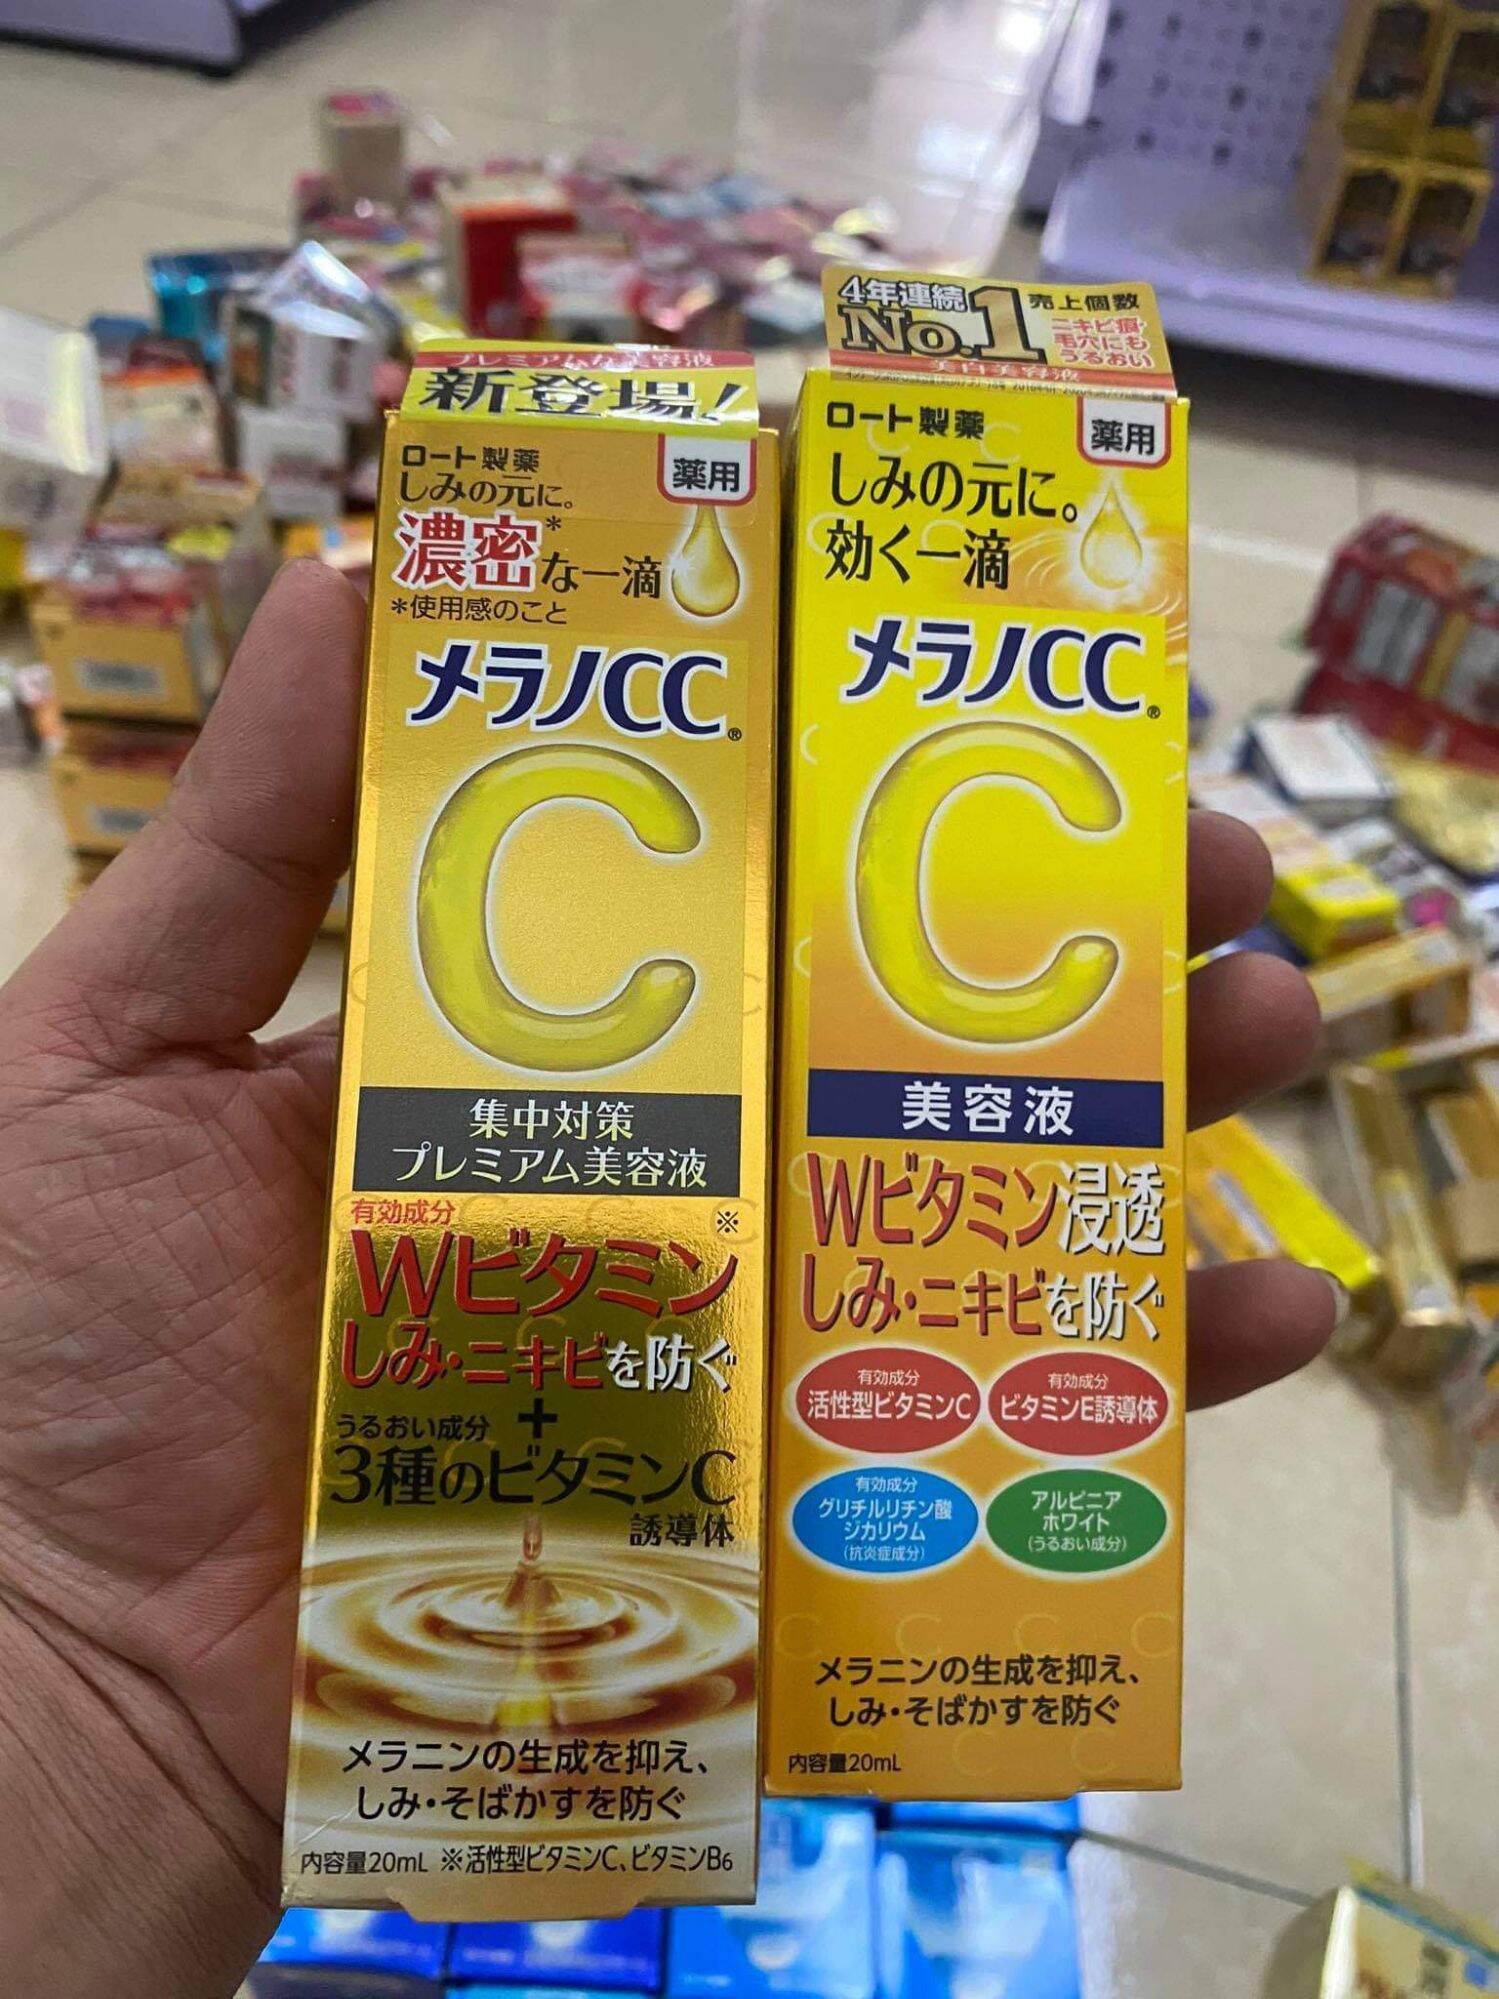 プレミアムな美容液
新登場!
ロート製薬
薬用
しみの元に。
濃密*な一滴
*使用感のこと
メラノCC®
C
集中対策
プレミアム美容液
有効成分
Wビタミン※
しみ・ニキビを防ぐ
+
うるおい成分
3種のビタミンC
誘導体
メラニンの生成を抑え、
しみ・そばかすを防ぐ
内容量20mL ※活性型ビタミンC、ビタミンB6
4年連続
No.1
売上個数
ニキビ痕・
毛穴にも
うるおい
美白美容液
ロート製薬
薬用
しみの元に。
効く一滴
メラノCC®
C
美容液
Wビタミン浸透
しみ・ニキビを防ぐ
有効成分
活性型ビタミンC
有効成分
ビタミンE誘導体
有効成分
グリチルリチン酸
ジカリウム
(抗炎症成分)
アルピニア
ホワイト
(うるおい成分)
メラニンの生成を抑え、
しみ・そばかすを防ぐ
内容量20mL